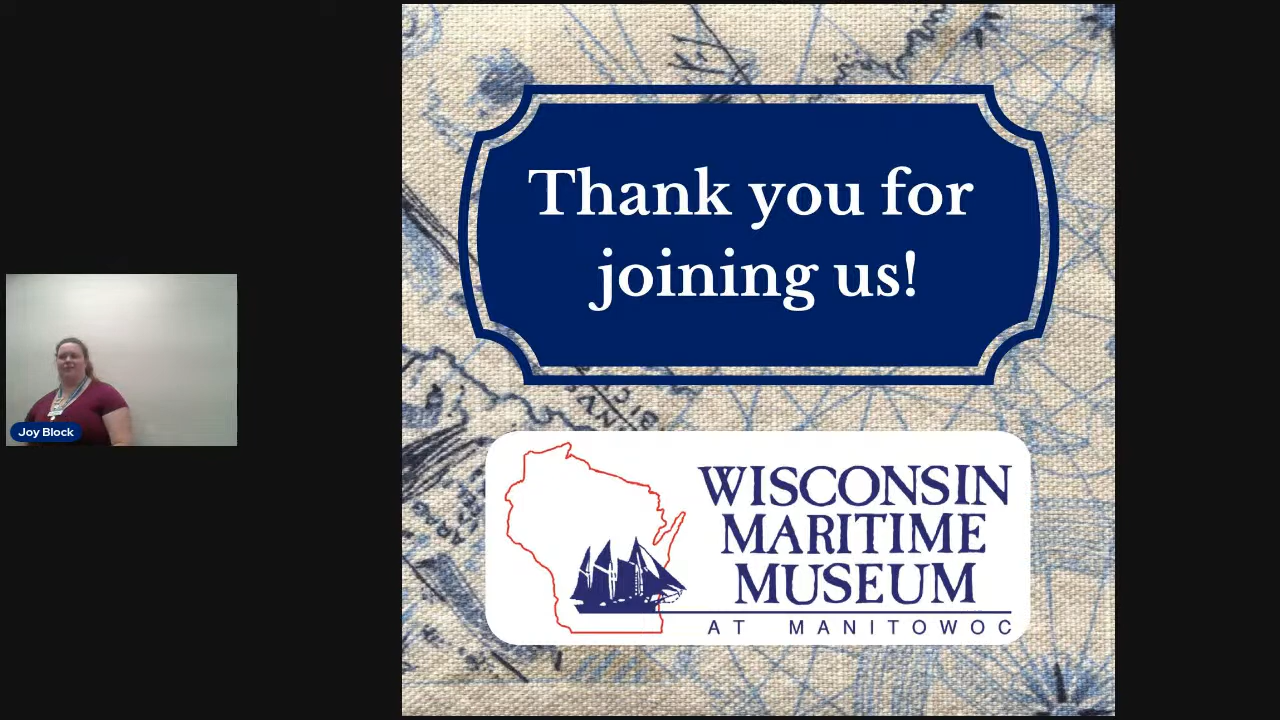 Thank you for
joining us!
Joy Block
WISCONSIN
MARITIME
MUSEUM
AT MANITOWOC